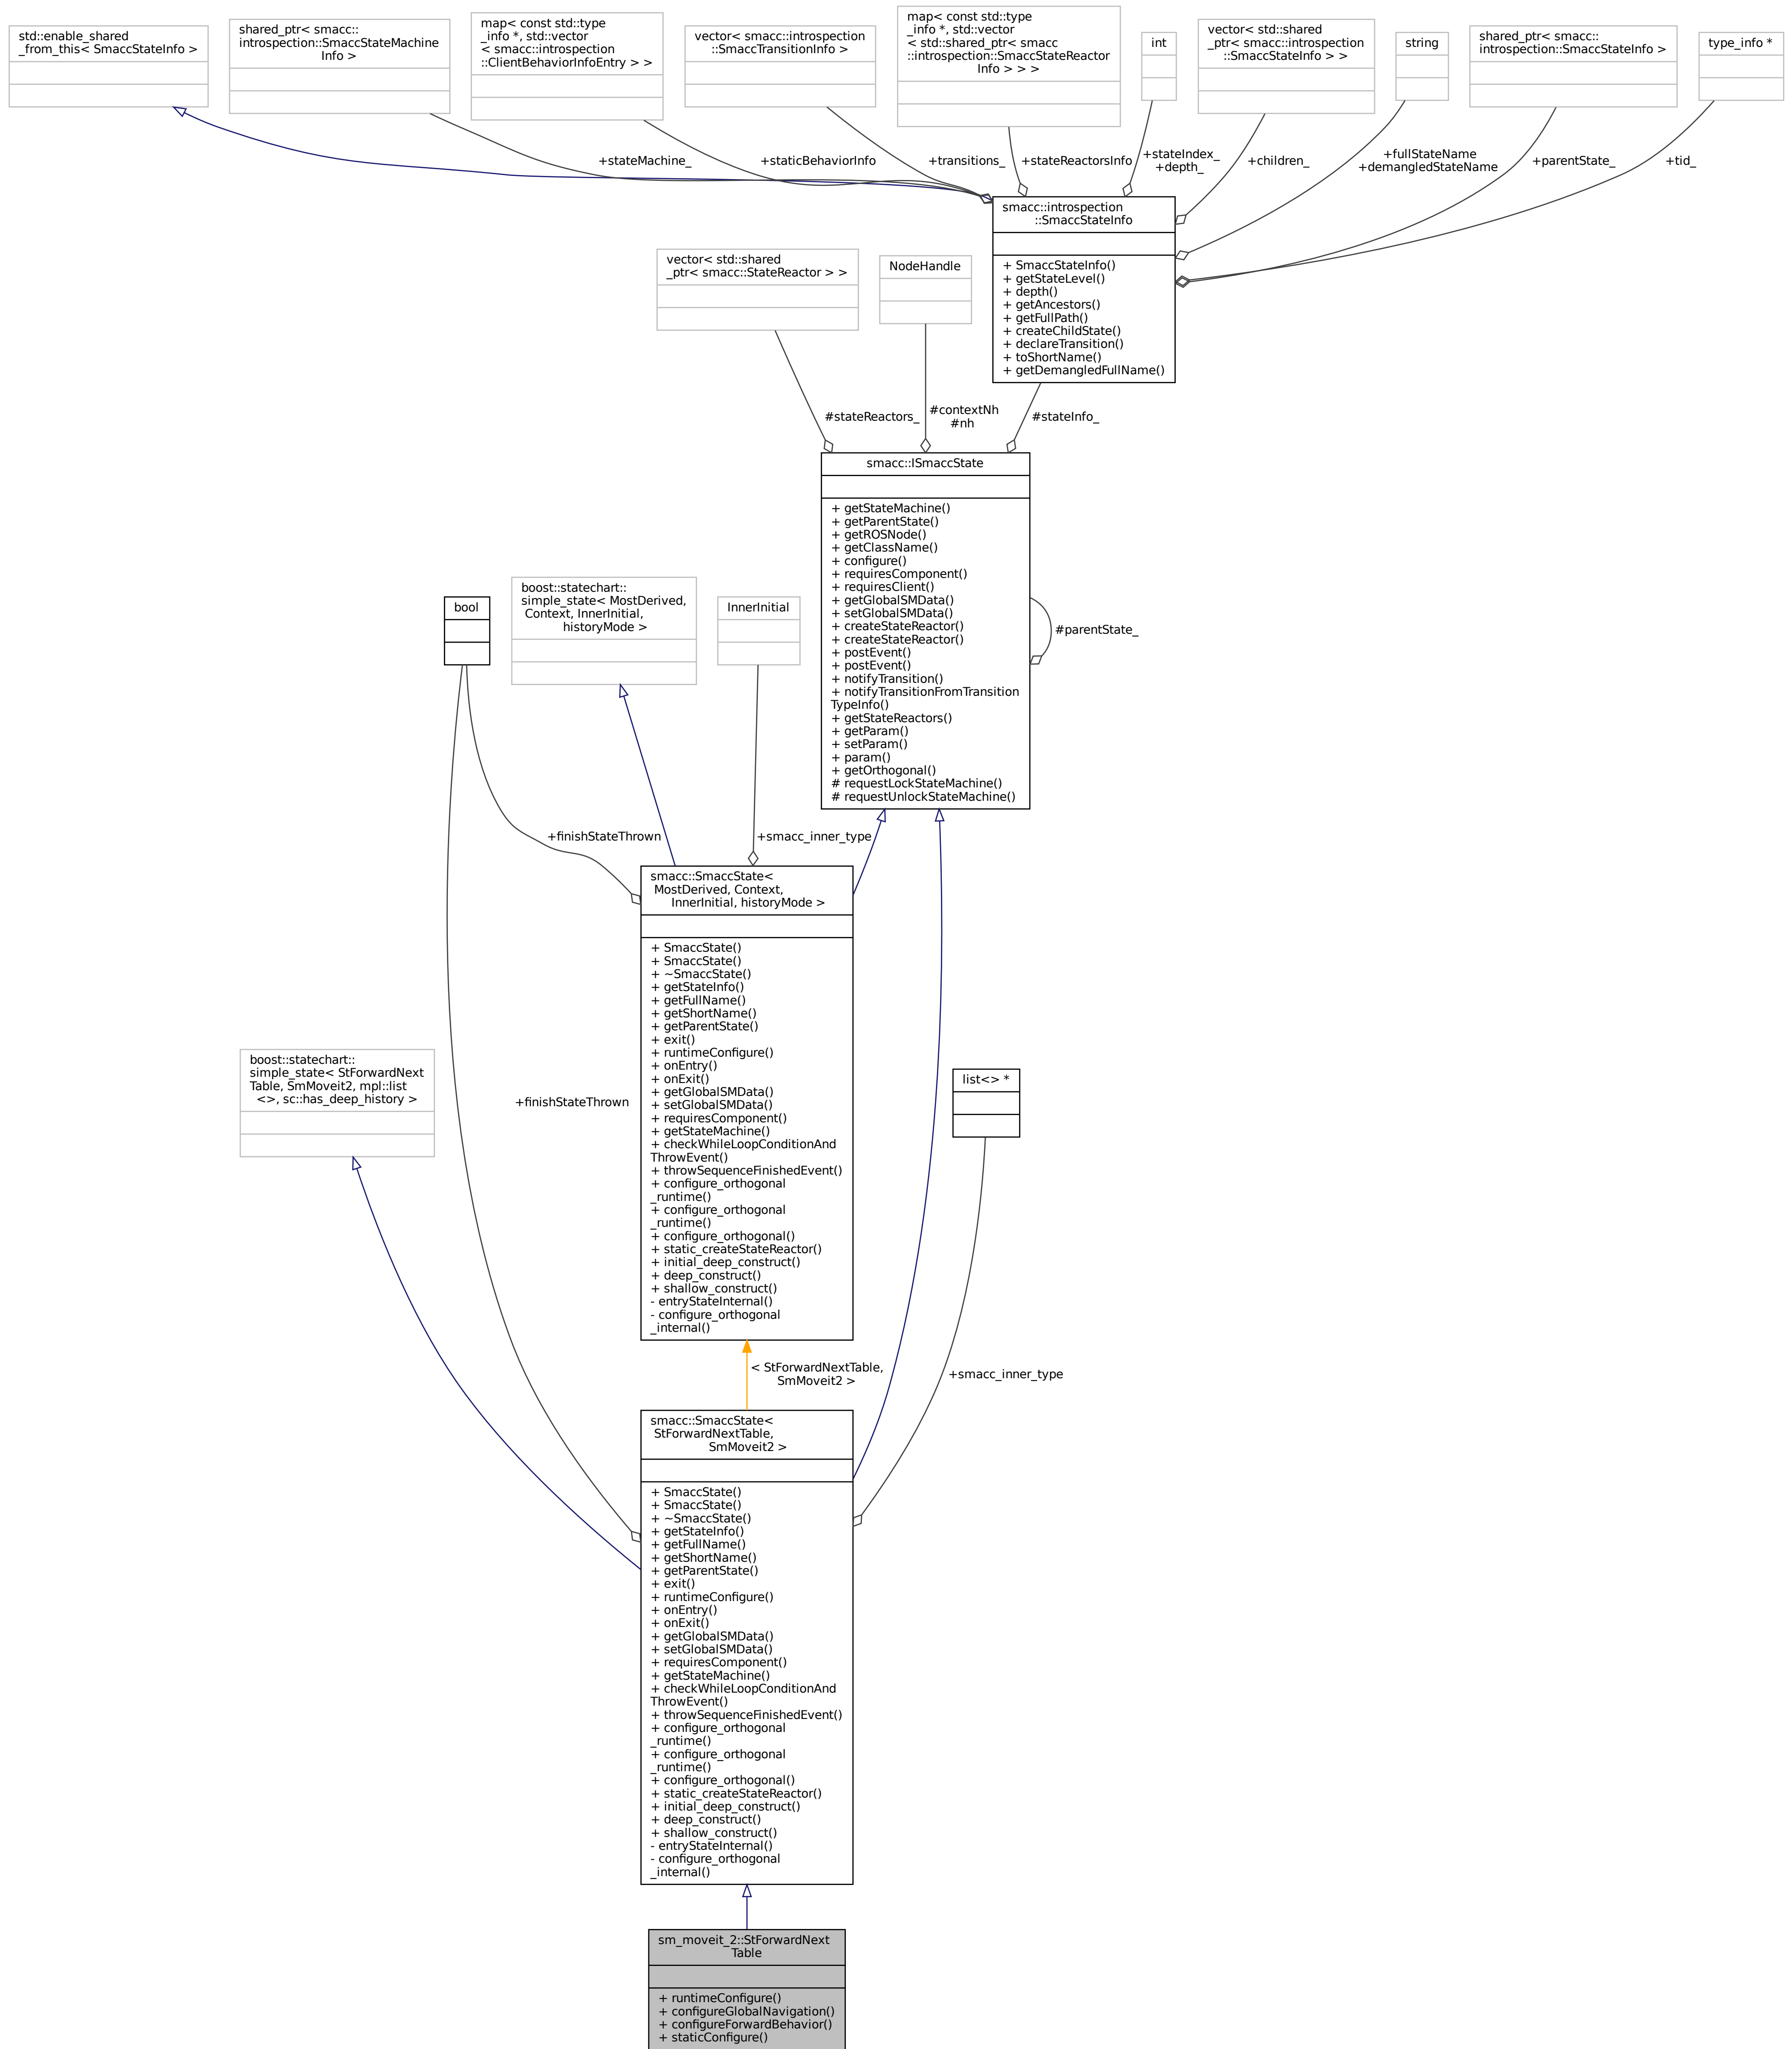 std::enable_shared
_from_this< SmaccStateInfo >
shared_ptr< smacc::
introspection::SmaccStateMachine
Info >
map< const std::type
_info *, std::vector
< smacc::introspection
::ClientBehaviorInfoEntry > >
vector< smacc::introspection
::SmaccTransitionInfo >
map< const std::type
_info *, std::vector
< std::shared_ptr< smacc
::introspection::SmaccStateReactor
Info > > >
int
vector< std::shared
_ptr< smacc::introspection
::SmaccStateInfo > >
string
shared_ptr< smacc::
introspection::SmaccStateInfo >
type_info *
+stateMachine_
+staticBehaviorInfo
+transitions_
+stateReactorsInfo
+stateIndex_
+depth_
+children_
+fullStateName
+demangledStateName
+parentState_
+tid_
smacc::introspection
::SmaccStateInfo
+ SmaccStateInfo()
+ getStateLevel()
+ depth()
+ getAncestors()
+ getFullPath()
+ createChildState()
+ declareTransition()
+ toShortName()
+ getDemangledFullName()
vector< std::shared
_ptr< smacc::StateReactor > >
NodeHandle
#stateReactors_
#contextNh
#nh
#stateInfo_
smacc::ISmaccState
+ getStateMachine()
+ getParentState()
+ getROSNode()
+ getClassName()
+ configure()
+ requiresComponent()
+ requiresClient()
+ getGlobalSMData()
+ setGlobalSMData()
+ createStateReactor()
+ createStateReactor()
+ postEvent()
+ postEvent()
+ notifyTransition()
+ notifyTransitionFromTransition
TypeInfo()
+ getStateReactors()
+ getParam()
+ setParam()
+ param()
+ getOrthogonal()
# requestLockStateMachine()
# requestUnlockStateMachine()
#parentState_
bool
boost::statechart::
simple_state< MostDerived,
Context, InnerInitial,
historyMode >
InnerInitial
+finishStateThrown
+smacc_inner_type
smacc::SmaccState<
MostDerived, Context,
InnerInitial, historyMode >
+ SmaccState()
+ SmaccState()
+ ~SmaccState()
+ getStateInfo()
+ getFullName()
+ getShortName()
+ getParentState()
+ exit()
+ runtimeConfigure()
+ onEntry()
+ onExit()
+ getGlobalSMData()
+ setGlobalSMData()
+ requiresComponent()
+ getStateMachine()
+ checkWhileLoopConditionAnd
ThrowEvent()
+ throwSequenceFinishedEvent()
+ configure_orthogonal
_runtime()
+ configure_orthogonal
_runtime()
+ configure_orthogonal()
+ static_createStateReactor()
+ initial_deep_construct()
+ deep_construct()
+ shallow_construct()
- entryStateInternal()
- configure_orthogonal
_internal()
boost::statechart::
simple_state< StForwardNext
Table, SmMoveit2, mpl::list
<>, sc::has_deep_history >
+finishStateThrown
list<> *
< StForwardNextTable,
SmMoveit2 >
+smacc_inner_type
smacc::SmaccState<
StForwardNextTable,
SmMoveit2 >
+ SmaccState()
+ SmaccState()
+ ~SmaccState()
+ getStateInfo()
+ getFullName()
+ getShortName()
+ getParentState()
+ exit()
+ runtimeConfigure()
+ onEntry()
+ onExit()
+ getGlobalSMData()
+ setGlobalSMData()
+ requiresComponent()
+ getStateMachine()
+ checkWhileLoopConditionAnd
ThrowEvent()
+ throwSequenceFinishedEvent()
+ configure_orthogonal
_runtime()
+ configure_orthogonal
_runtime()
+ configure_orthogonal()
+ static_createStateReactor()
+ initial_deep_construct()
+ deep_construct()
+ shallow_construct()
- entryStateInternal()
- configure_orthogonal
_internal()
sm_moveit_2::StForwardNext
Table
+ runtimeConfigure()
+ configureGlobalNavigation()
+ configureForwardBehavior()
+ staticConfigure()